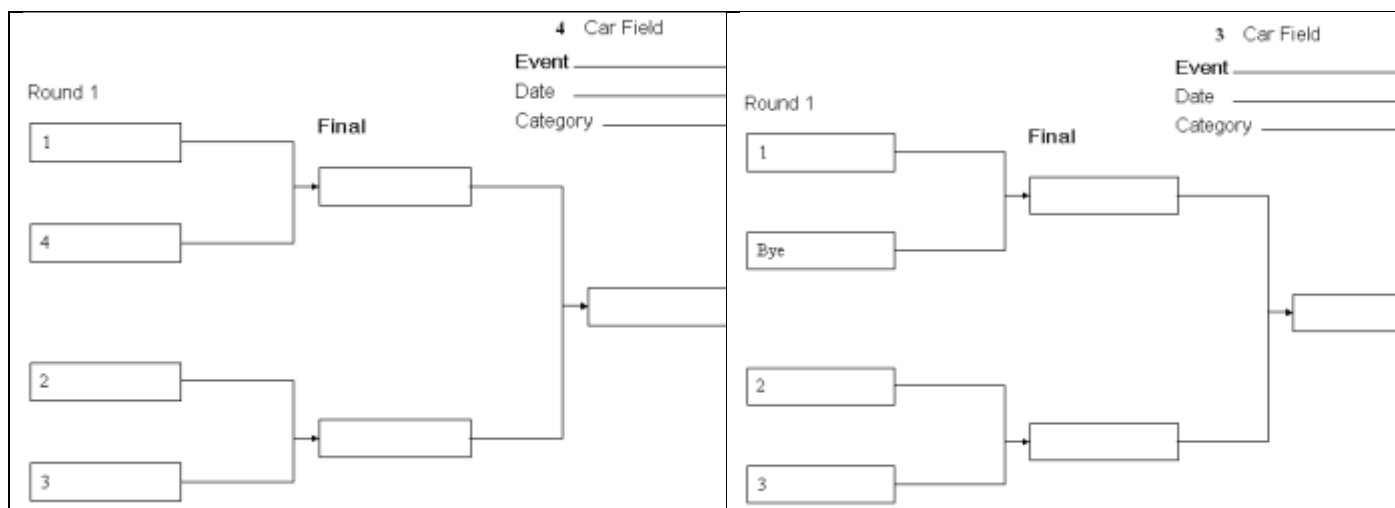 4 Car Field
Event
Date
Category
Round 1
Final
1
4
2
3
3 Car Field
Event
Date
Category
Round 1
Final
1
Bye
2
3